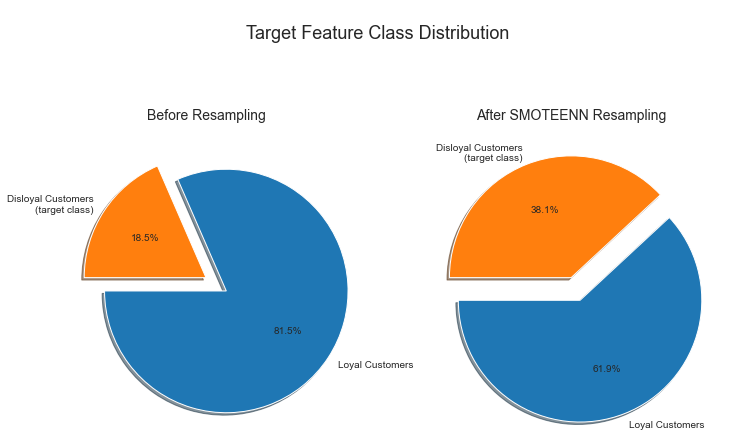 Target Feature Class Distribution
Before Resampling
Disloyal Customers
(target class)
18.5%
81.5%
Loyal Customers
After SMOTEENN Resampling
Disloyal Customers
(target class)
38.1%
61.9%
Loyal Customers